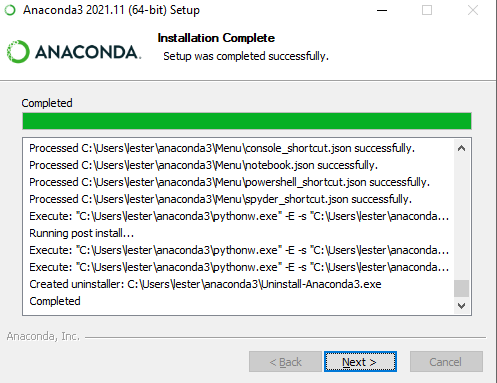 Anaconda3 2021.11 (64-bit) Setup
ANACONDA.
Installation Complete
Setup was completed successfully.
Completed
Processed C:\Users\lester\anaconda3\Menu\console_shortcut.json successfully.
Processed C:\Users\lester\anaconda3\Menu\notebook.json successfully.
Processed C:\Users\lester\anaconda3\Menu\powershell_shortcut.json successfully.
Processed C:\Users\lester\anaconda3\Menu\spyder_shortcut.json successfully.
Execute: "C:\Users\lester\anaconda3\pythonw.exe" -E -s "C:\Users\lester\anaconda...
Running post install...
Execute: "C:\Users\lester\anaconda3\pythonw.exe" -E -s "C:\Users\lester\anaconda...
Execute: "C:\Users\lester\anaconda3\pythonw.exe" -E -s "C:\Users\lester\anaconda...
Created uninstaller: C:\Users\lester\anaconda3\Uninstall-Anaconda3.exe
Completed
Anaconda, Inc.
< Back Next > Cancel